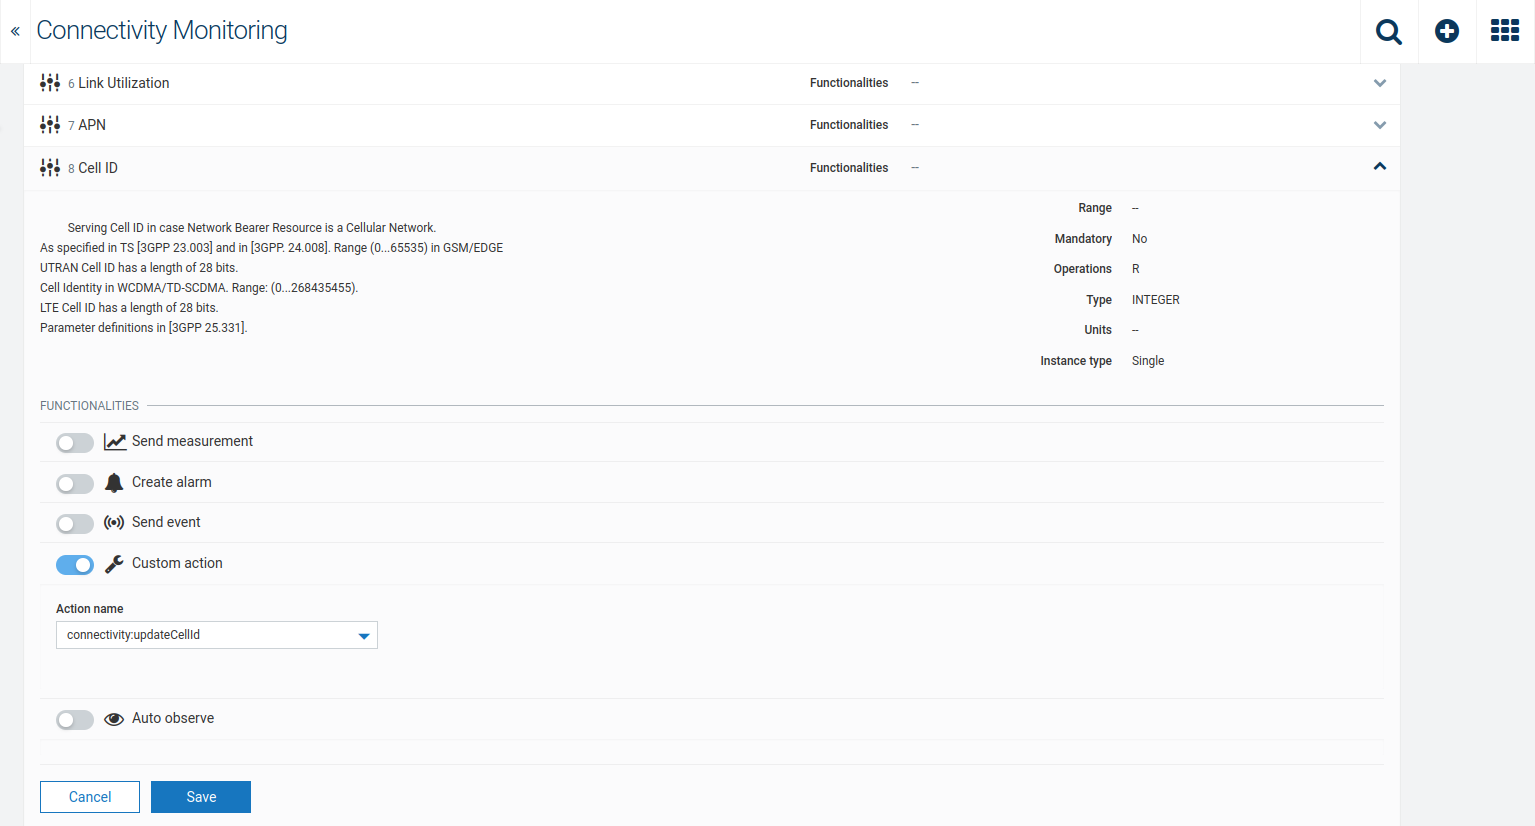 « Connectivity Monitoring
6 Link Utilization Functionalities --
7 APN Functionalities --
8 Cell ID Functionalities --
Serving Cell ID in case Network Bearer Resource is a Cellular Network.
As specified in TS [3GPP 23.003] and in [3GPP. 24.008]. Range (0...65535) in GSM/EDGE
UTRAN Cell ID has a length of 28 bits.
Cell Identity in WCDMA/TD-SCDMA. Range: (0...268435455).
LTE Cell ID has a length of 28 bits.
Parameter definitions in [3GPP 25.331].
Range --
Mandatory No
Operations R
Type INTEGER
Units --
Instance type Single
FUNCTIONALITIES
Send measurement
Create alarm
Send event
Custom action
Action name
connectivity:updateCellId
Auto observe
Cancel Save